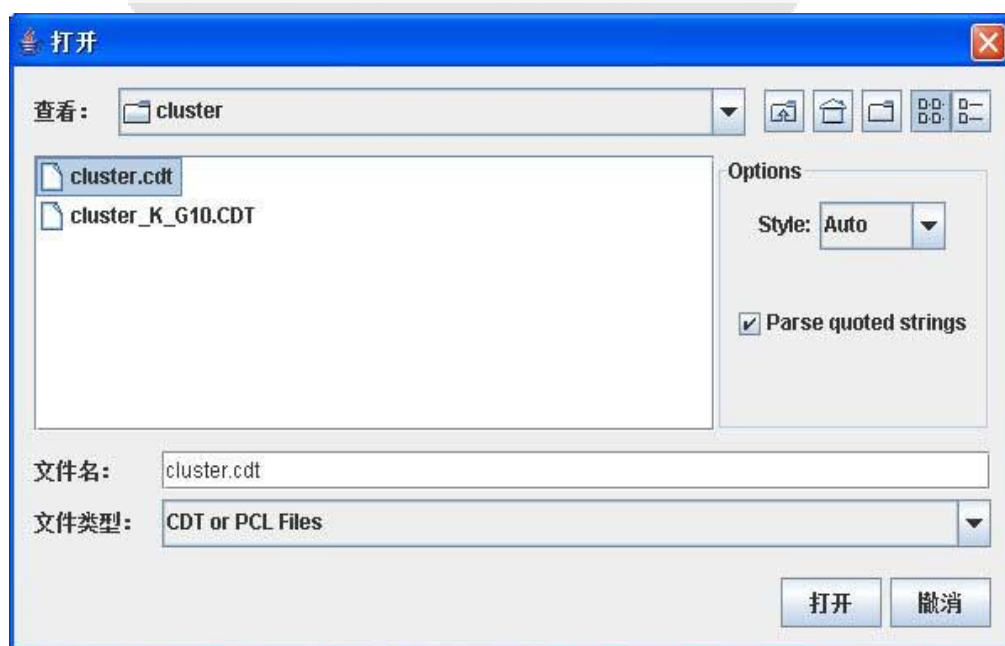 打开
查看： cluster
cluster.cdt
cluster_K_G10.CDT
Options
Style: Auto
Parse quoted strings
文件名： cluster.cdt
文件类型： CDT or PCL Files
打开 撤消